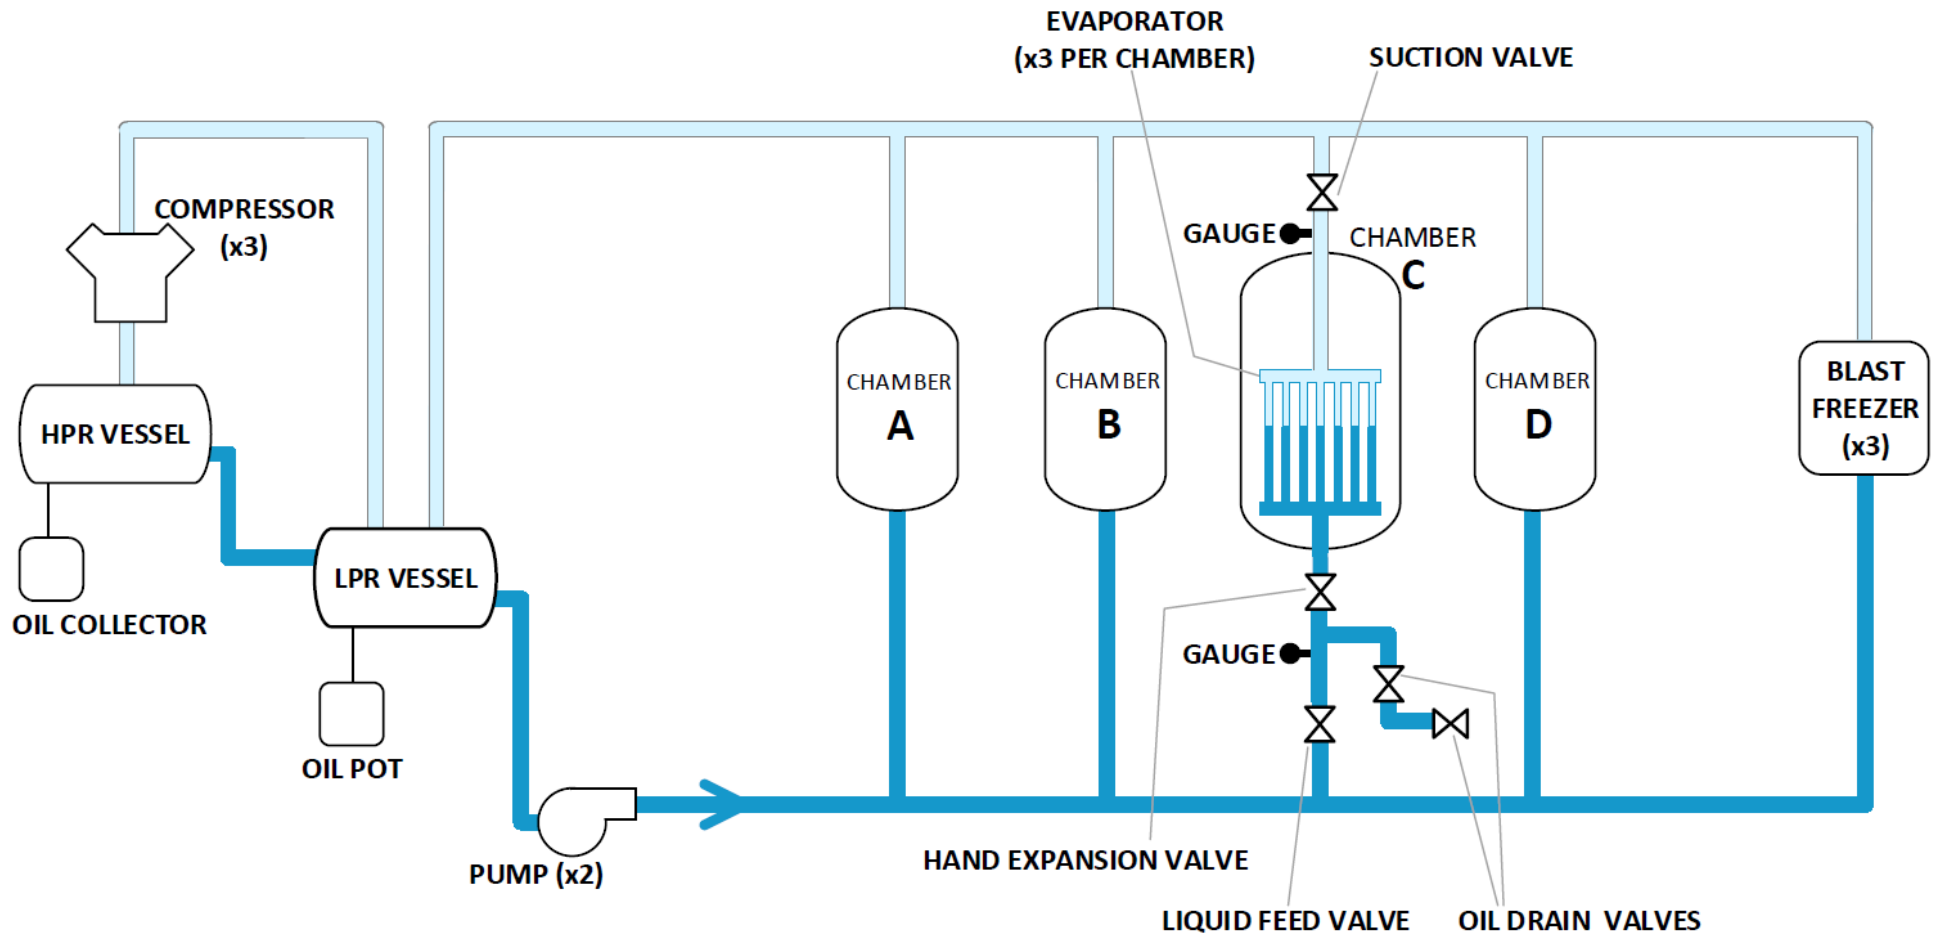 EVAPORATOR
(x3 PER CHAMBER)
SUCTION VALVE
COMPRESSOR
(x3)
GAUGE
CHAMBER
C
HPR VESSEL
CHAMBER
A
CHAMBER
B
CHAMBER
D
BLAST
FREEZER
(x3)
LPR VESSEL
OIL COLLECTOR
GAUGE
OIL POT
PUMP (x2)
HAND EXPANSION VALVE
LIQUID FEED VALVE
OIL DRAIN VALVES